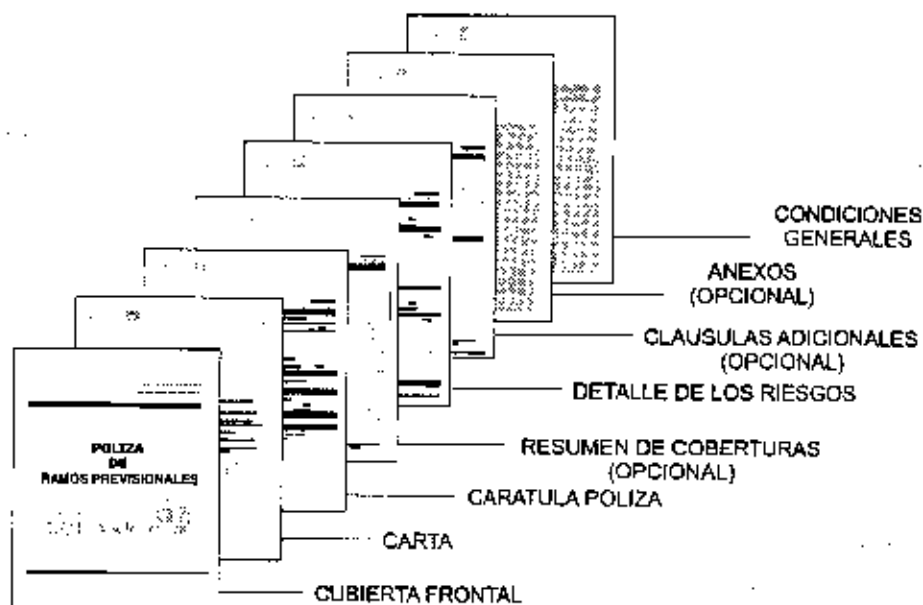 CONDICIONES
GENERALES
ANEXOS
(OPCIONAL)
CLAUSULAS ADICIONALES
(OPCIONAL)
DETALLE DE LOS RIESGOS
RESUMEN DE COBERTURAS
(OPCIONAL)
CARATULA POLIZA
CARTA
CUBIERTA FRONTAL
POLIZA
DE
RAMOS PREVISIONALES